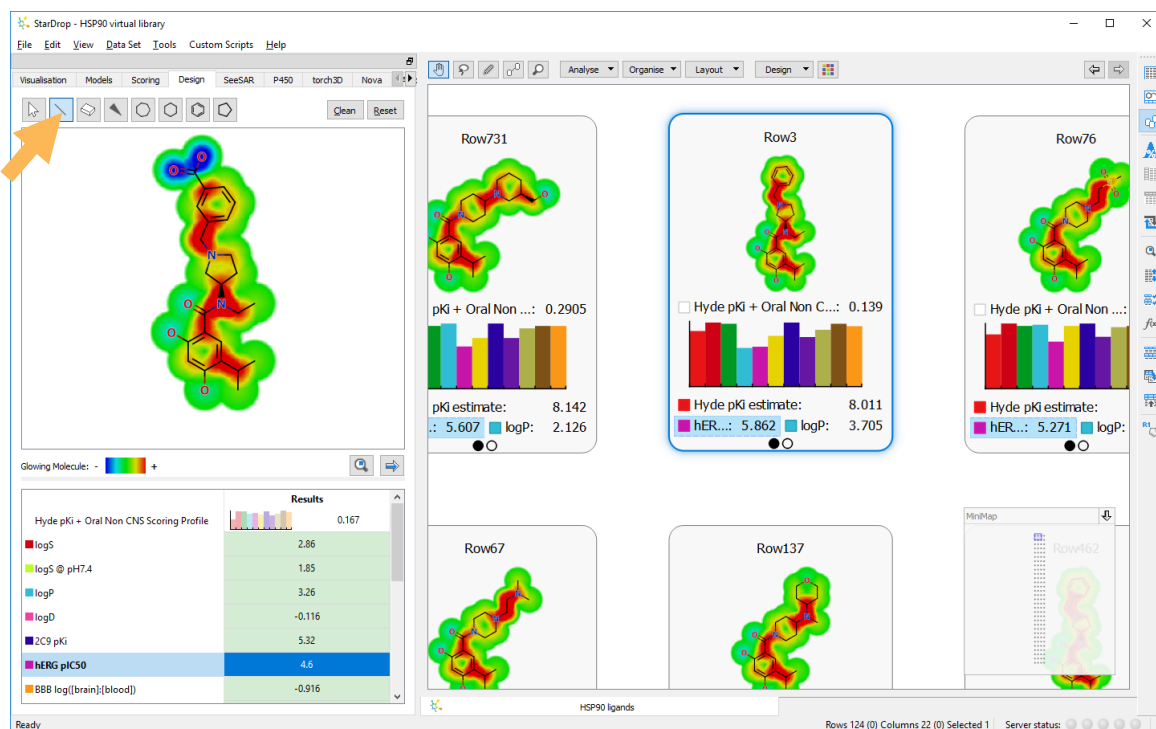 StarDrop - HSP90 virtual library
File Edit View Data Set Tools Custom Scripts Help
Visualisation Models Scoring Design SeeSAR P450 torch3D Nova
Clean Reset
Analyse Organise Layout Design
O O
N
O N
O
O
Glowing Molecule: - +
Results
Hyde pKi + Oral Non CNS Scoring Profile 0.167
logS 2.86
logS @ pH7.4 1.85
logP 3.26
logD -0.116
2C9 pKi 5.32
hERG pIC50 4.6
BBB log([brain]:[blood]) -0.916
Row731
pKi + Oral Non ...: 0.2905
pKi estimate: 8.142
.: 5.607 logP: 2.126
Row3
Hyde pKi + Oral Non C...: 0.139
Hyde pKi estimate: 8.011
hER...: 5.862 logP: 3.705
Row76
Hyde pKi + Oral Non ...:
Hyde pKi estimate:
hER...: 5.271 logP:
Row67
Row137
MiniMap
Row462
HSP90 ligands
Ready
Rows 124 (0) Columns 22 (0) Selected 1 Server status: